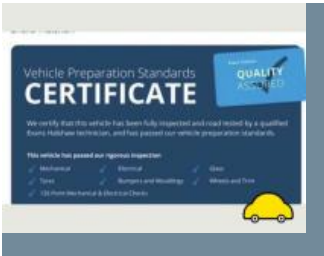 Vehicle Preparation Standards
CERTIFICATE
QUALITY
ASSURED
We certify that this vehicle has been fully inspected and road tested by a qualified
Evans Halshaw technician, and has passed our vehicle preparation standards.
This vehicle has passed our rigorous inspection
Mechanical
Electrical
Glass
Tyres
Bumpers and Mouldings
Wheels and Trim
120 Point Mechanical & Electrical Checks